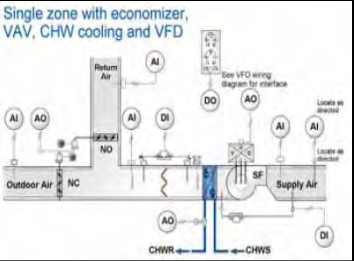 Single zone with economizer,
VAV, CHW cooling and VFD
Return
Air
AI
See VFD wiring
diagram for interface
DO
AO
Locate as
directed
AI
AO
DI
AI
AI
Locate as
directed
NO
Outdoor Air
NC
SF
Supply Air
AO
DI
CHWR
CHWS